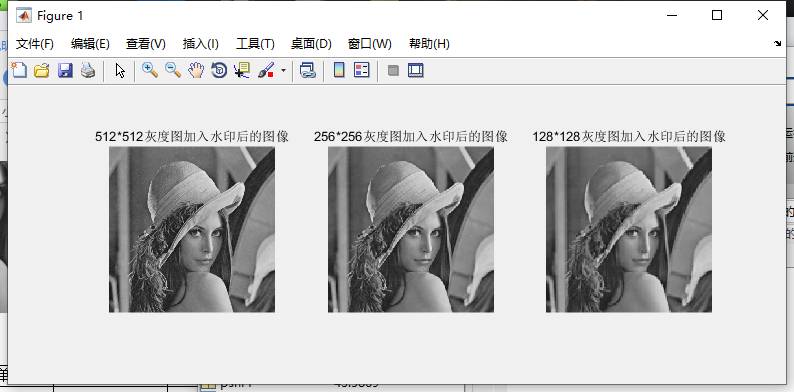 Figure 1
文件(F) 编辑(E) 查看(V) 插入(I) 工具(T) 桌面(D) 窗口(W) 帮助(H)
512*512灰度图加入水印后的图像 256*256灰度图加入水印后的图像 128*128灰度图加入水印后的图像